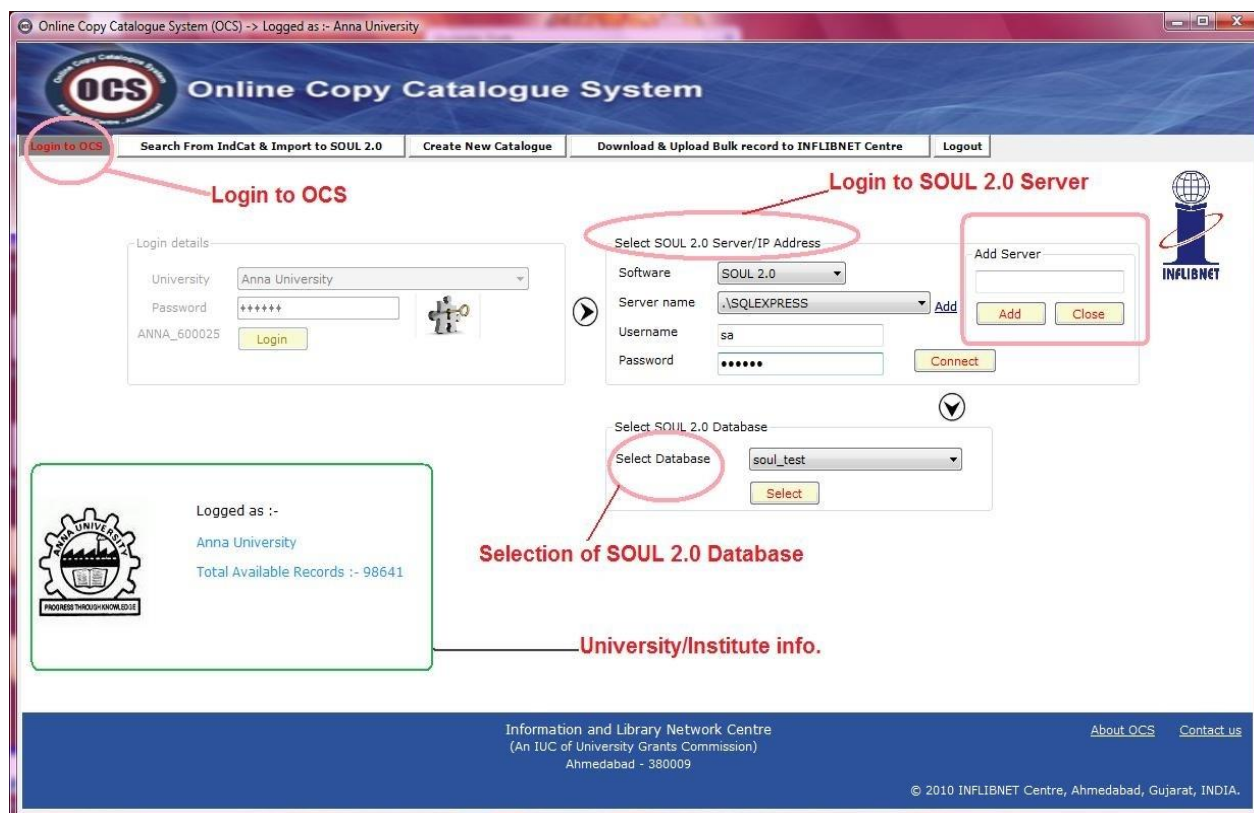 Online Copy Catalogue System (OCS) -> Logged as :- Anna University
OCS
Online Copy Catalogue System
Login to OCS
Search From IndCat & Import to SOUL 2.0
Create New Catalogue
Download & Upload Bulk record to INFLIBNET Centre
Logout
Login to OCS
Login to SOUL 2.0 Server
INFLIBNET
Login details
University
Anna University
Password
ANNA_600025
Login
Select SOUL 2.0 Server/IP Address
Software
SOUL 2.0
Server name
.\SQLEXPRESS
Add
Username
sa
Password
Connect
Add Server
Add
Close
Select SOUL 2.0 Database
Select Database
soul_test
Select
Selection of SOUL 2.0 Database
ANNA UNIVERSITY
PROGRESS THROUGH KNOWLEDGE
Logged as :-
Anna University
Total Available Records :- 98641
University/Institute info.
Information and Library Network Centre
(An IUC of University Grants Commission)
Ahmedabad - 380009
About OCS
Contact us
© 2010 INFLIBNET Centre, Ahmedabad, Gujarat, INDIA.